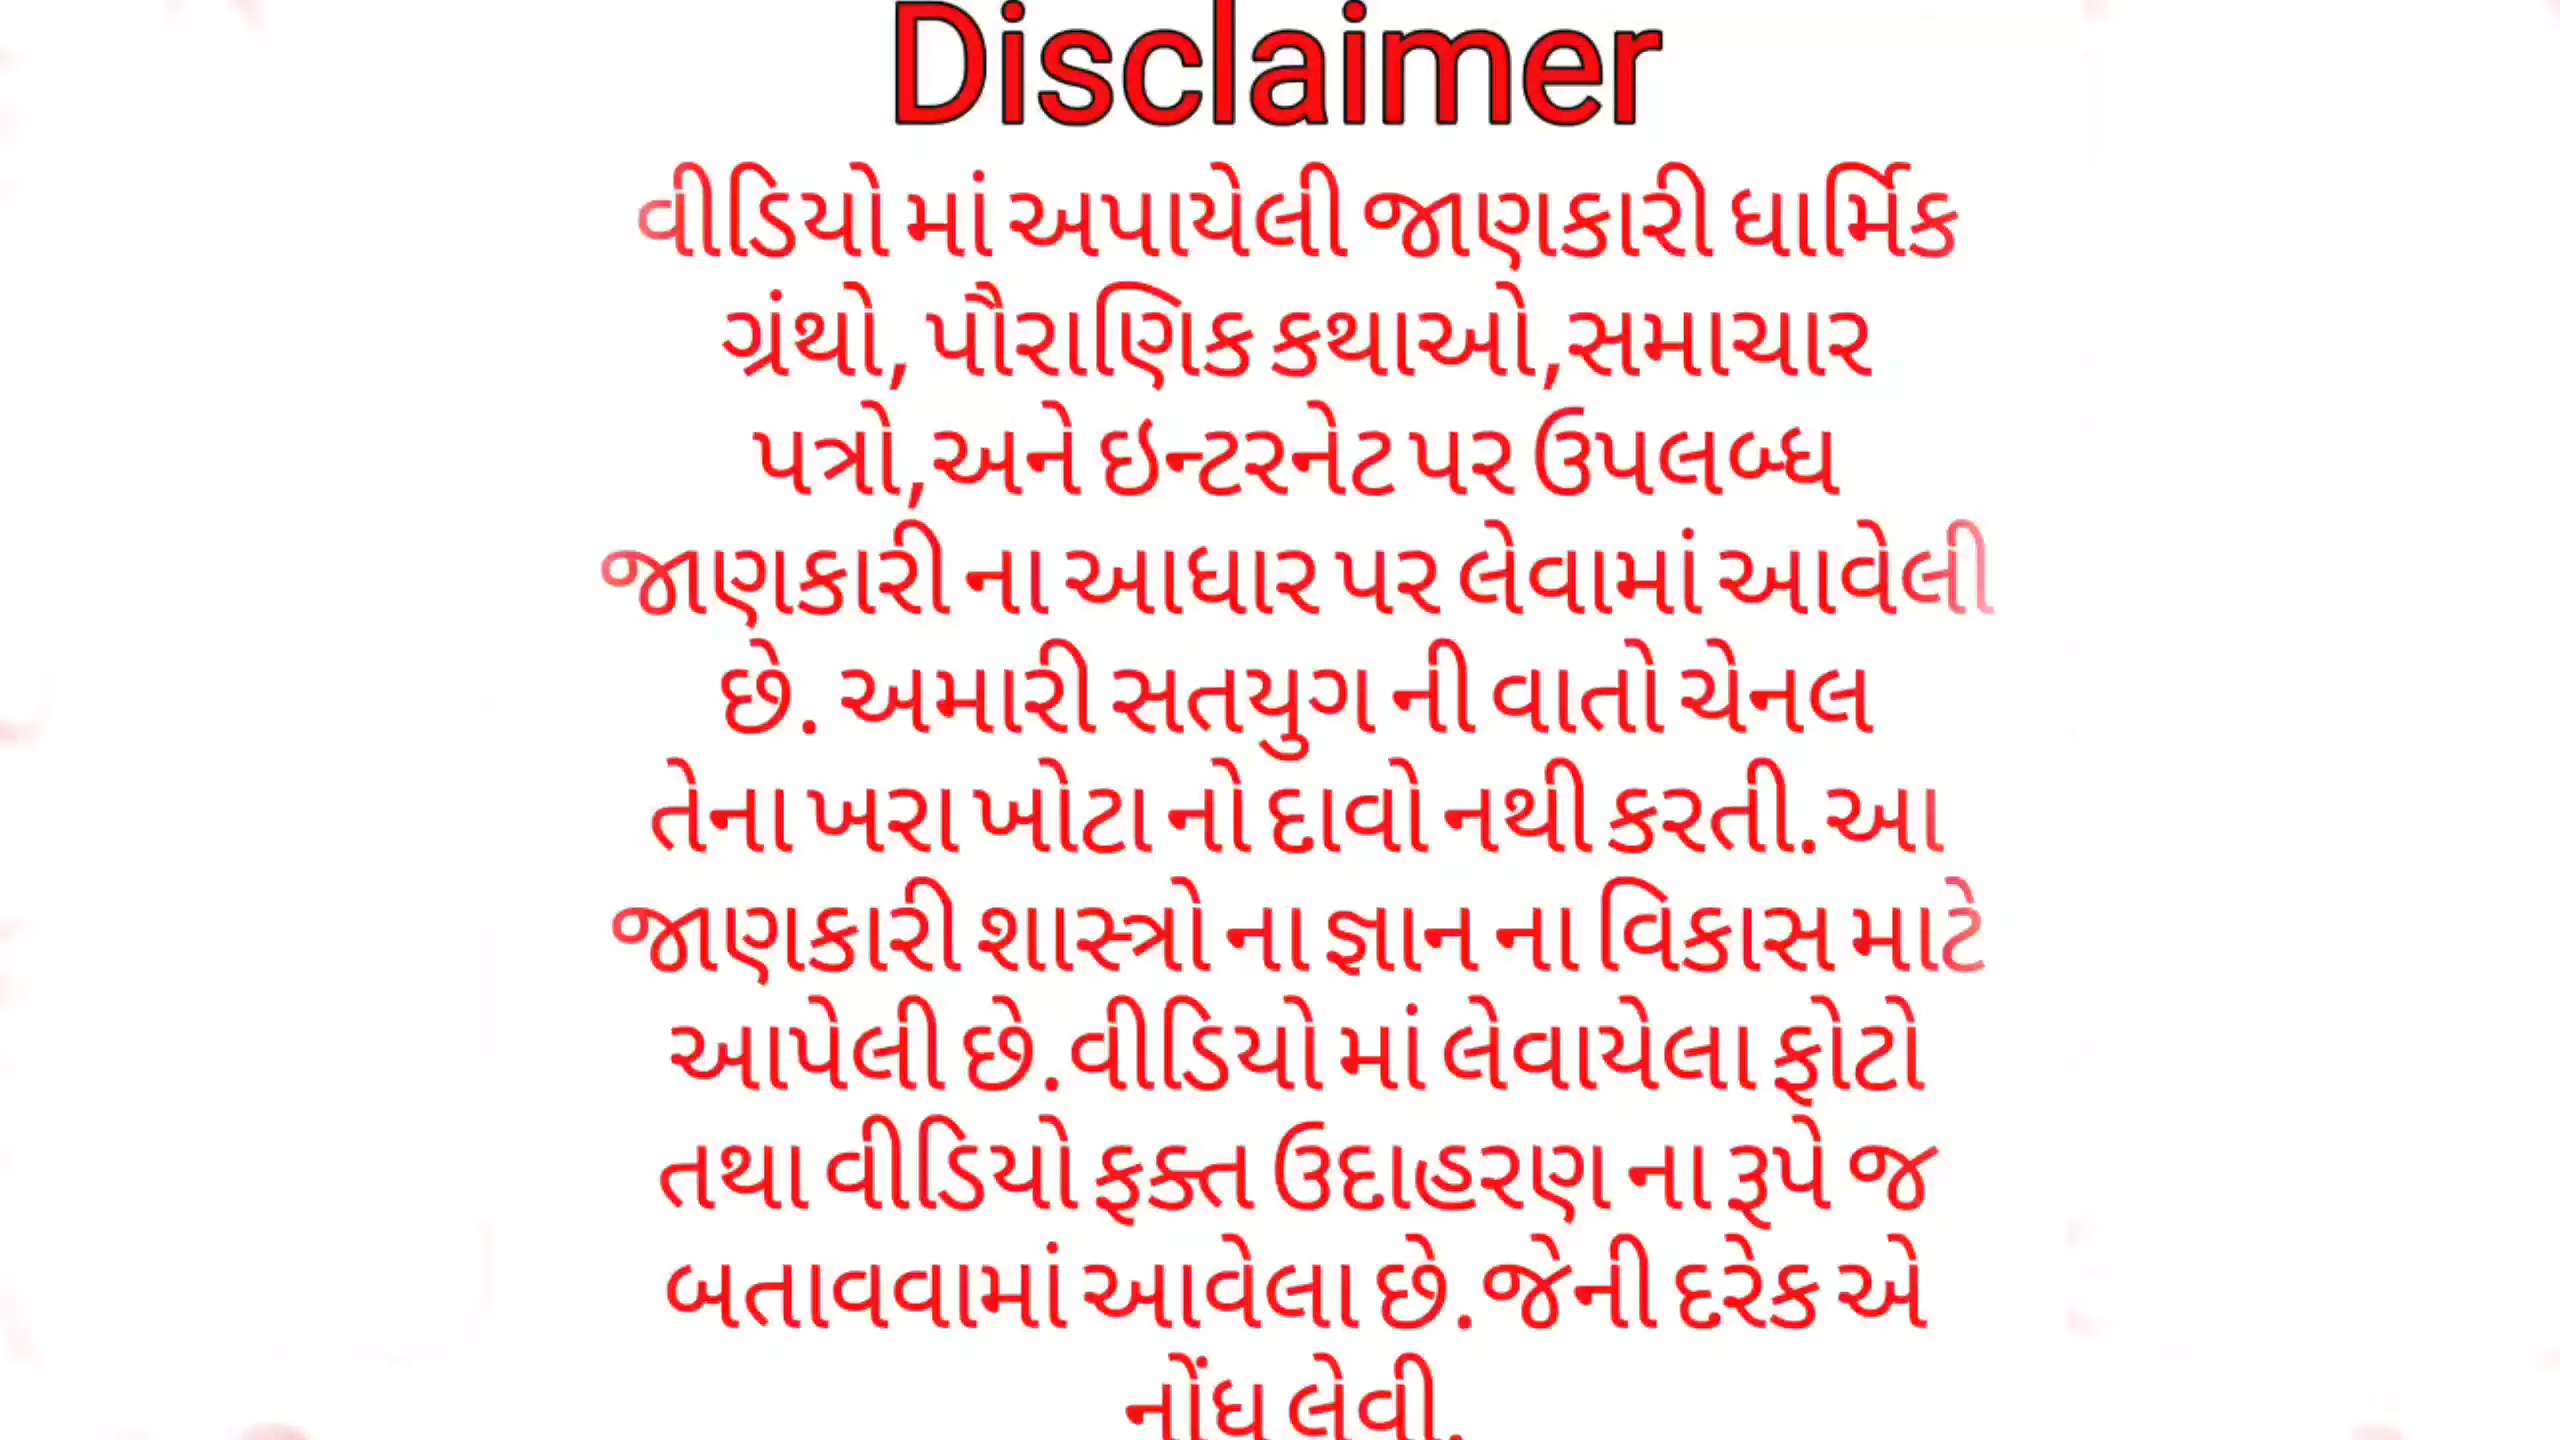 Disclaimer
વીડિયો માં અપાયેલી જાણકારી ધાર્મિક
ગ્રંથો, પૌરાણિક કથાઓ,સમાચાર
પત્રો,અને ઇન્ટરનેટ પર ઉપલબ્ધ
જાણકારી ના આધાર પર લેવામાં આવેલી
છે. અમારી સતયુગ ની વાતો ચેનલ
તેના ખરા ખોટા નો દાવો નથી કરતી.આ
જાણકારી શાસ્ત્રો ના જ્ઞાન ના વિકાસ માટે
આપેલી છે.વીડિયો માં લેવાયેલા ફોટો
તથા વીડિયો ફક્ત ઉદાહરણ ના રૂપે જ
બતાવવામાં આવેલા છે.જેની દરેક એ
નોંધ લેવી.